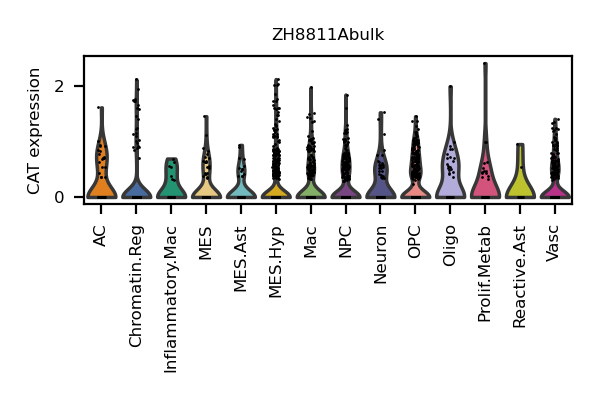 ZH8811Abulk
CAT expression
2
0
AC
Chromatin.Reg
Inflammatory.Mac
MES
MES.Ast
MES.Hyp
Mac
NPC
Neuron
OPC
Oligo
Prolif.Metab
Reactive.Ast
Vasc